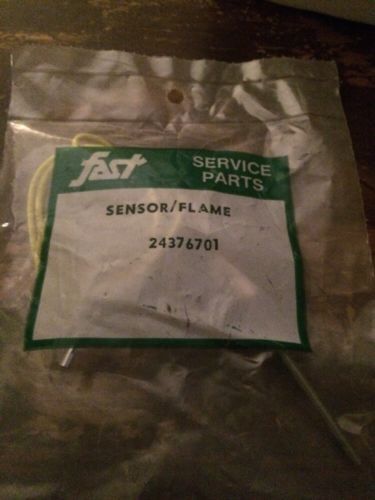 fast
SERVICE
PARTS
SENSOR/FLAME
24376701